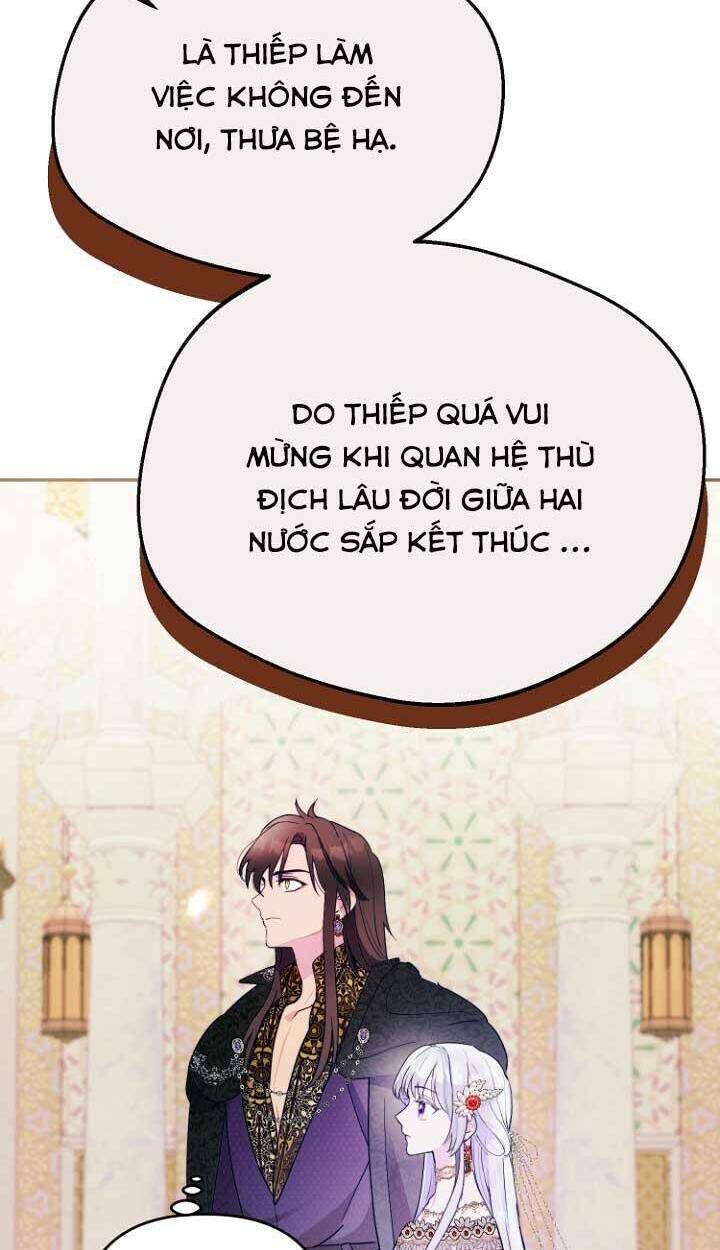 LÀ THIẾP LÀM
VIỆC KHÔNG ĐẾN
NƠI, THƯA BỆ HẠ.
DO THIẾP QUÁ VUI
MỪNG KHI QUAN HỆ THÙ
ĐỊCH LÂU ĐỜI GIỮA HAI
NƯỚC SẮP KẾT THÚC ...